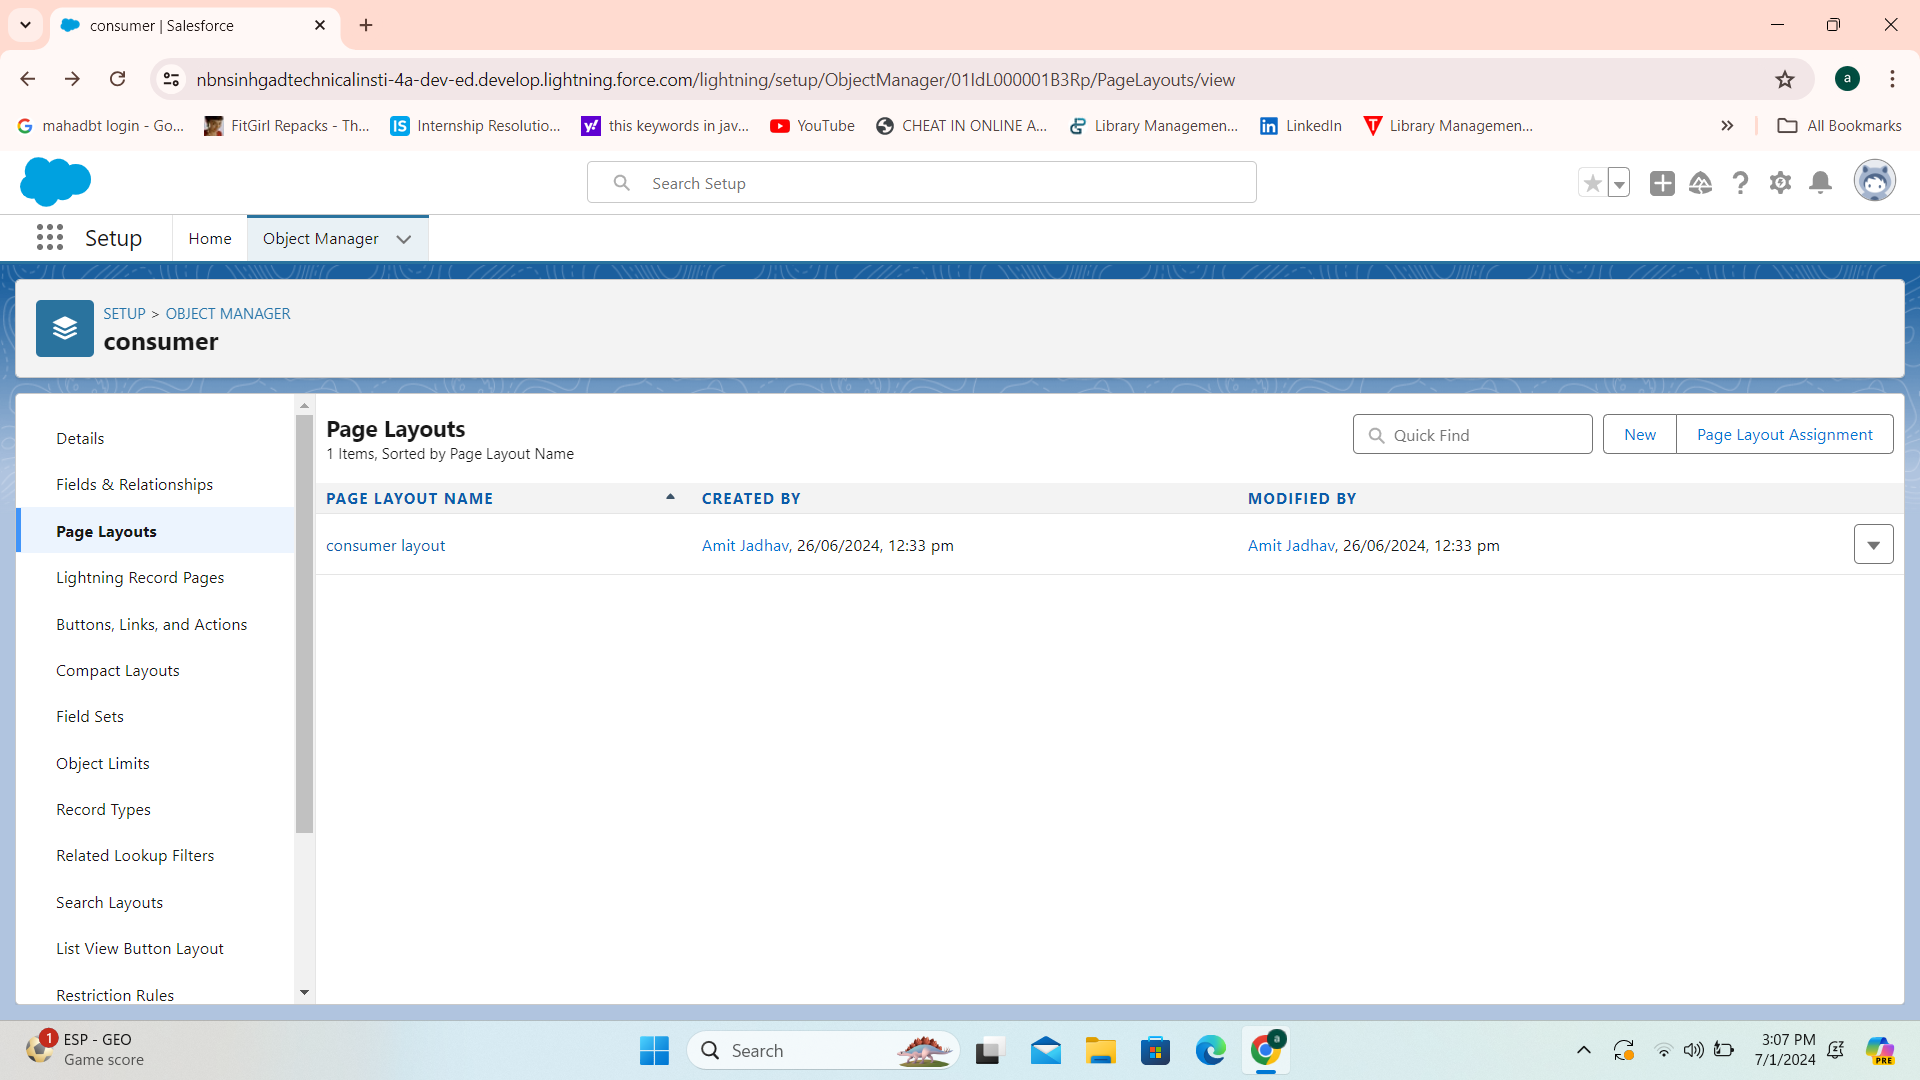 consumer | Salesforce
nbnsinhgadtechnicalinsti-4a-dev-ed.develop.lightning.force.com/lightning/setup/ObjectManager/01IdL000001B3Rp/PageLayouts/view
a
mahadbt login - Go... FitGirl Repacks - Th... IS Internship Resolutio... y! this keywords in jav... YouTube CHEAT IN ONLINE A... Library Managemen... in LinkedIn T Library Managemen... » All Bookmarks
Search Setup
Setup Home Object Manager
SETUP > OBJECT MANAGER
consumer
Details
Fields & Relationships
Page Layouts
Lightning Record Pages
Buttons, Links, and Actions
Compact Layouts
Field Sets
Object Limits
Record Types
Related Lookup Filters
Search Layouts
List View Button Layout
Restriction Rules
Page Layouts
1 Items, Sorted by Page Layout Name
Quick Find New Page Layout Assignment
PAGE LAYOUT NAME CREATED BY MODIFIED BY
consumer layout Amit Jadhav, 26/06/2024, 12:33 pm Amit Jadhav, 26/06/2024, 12:33 pm
1 ESP - GEO
Game score
Search
a
3:07 PM
7/1/2024
PRE